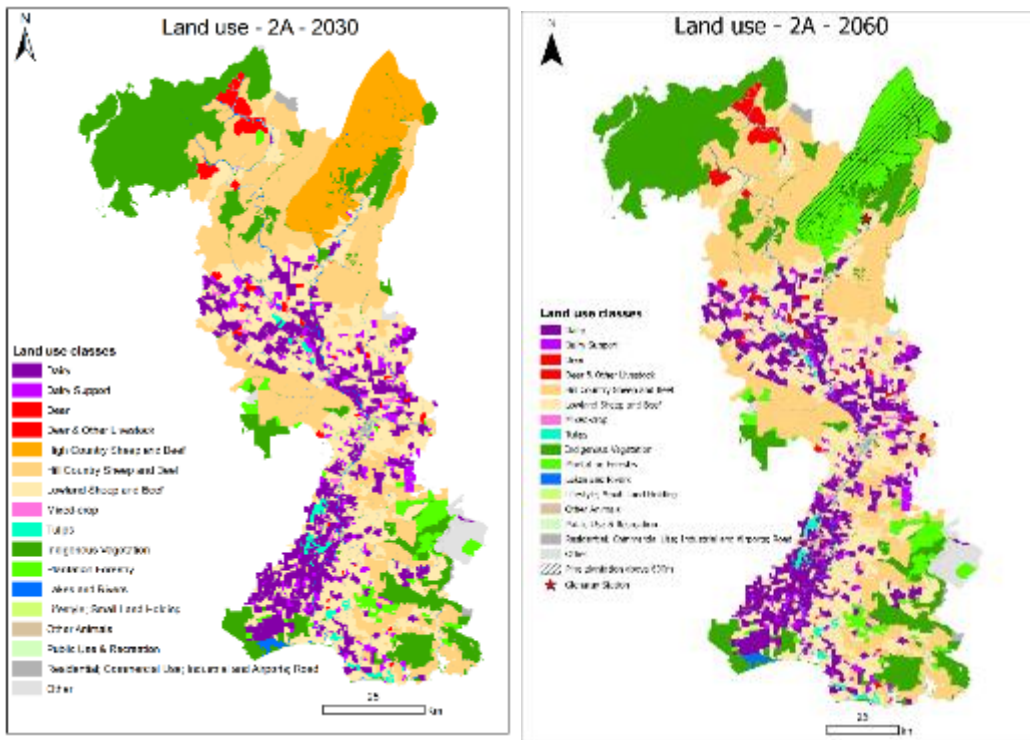 N
Land use - 2A - 2030
Land use classes
Dairy
Dairy Support
Deer
Deer & Other Livestock
High Country Sheep and Beef
Hill Country Sheep and Beef
Lowland Sheep and Beef
Mixed crop
Tulips
Indigenous Vegetation
Plantation Forestry
Lakes and Rivers
Lifestyle; Small Land Holding
Other Animals
Public Use & Recreation
Residential; Commercial Use; Industrial and Airports; Road
Other
25
km
N
Land use - 2A - 2060
Land use classes
Dairy
Dairy Support
Deer
Deer & Other Livestock
Hill Country Sheep and Beef
Lowland Sheep and Beef
Mixed crop
Tulips
Indigenous Vegetation
Plantation Forestry
Lakes and Rivers
Lifestyle; Small Land Holding
Other Animals
Public Use & Recreation
Residential; Commercial Use; Industrial and Airports; Road
Other
Pine plantation above
Station
25
km